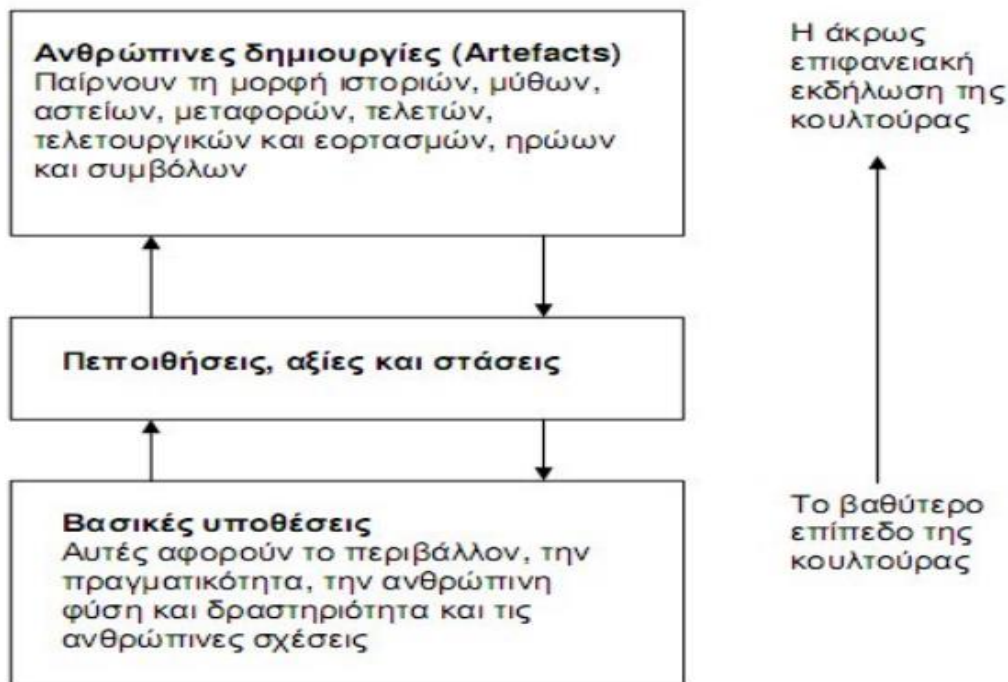 Ανθρώπινες δημιουργίες (Artefacts)
Παίρνουν τη μορφή ιστοριών, μύθων,
αστείων, μεταφορών, τελετών,
τελετουργικών και εορτασμών, ηρώων
και συμβόλων
Η άκρως
επιφανειακή
εκδήλωση της
κουλτούρας
Πεποιθήσεις, αξίες και στάσεις
Βασικές υποθέσεις
Αυτές αφορούν το περιβάλλον, την
πραγματικότητα, την ανθρώπινη
φύση και δραστηριότητα και τις
ανθρώπινες σχέσεις
Το βαθύτερο
επίπεδο της
κουλτούρας